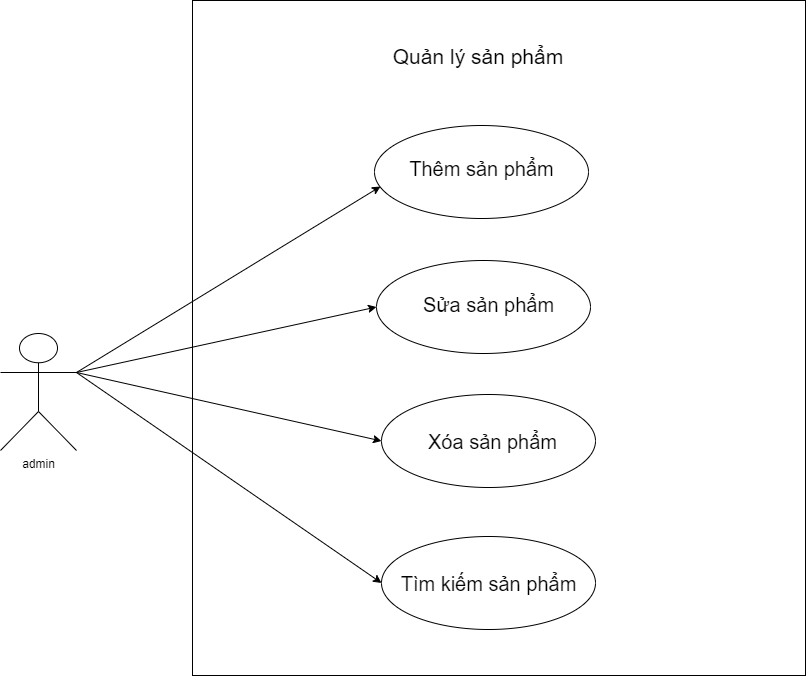 Quản lý sản phẩm
Thêm sản phẩm
Sửa sản phẩm
Xóa sản phẩm
Tìm kiếm sản phẩm
admin